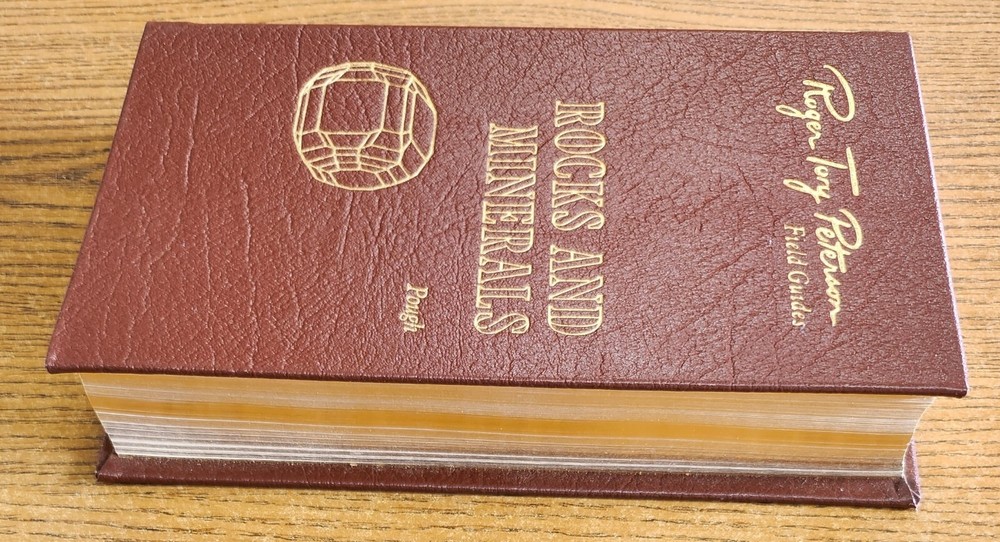 Roger Tory Peterson
Field Guides
ROCKS AND
MINERALS
Pough